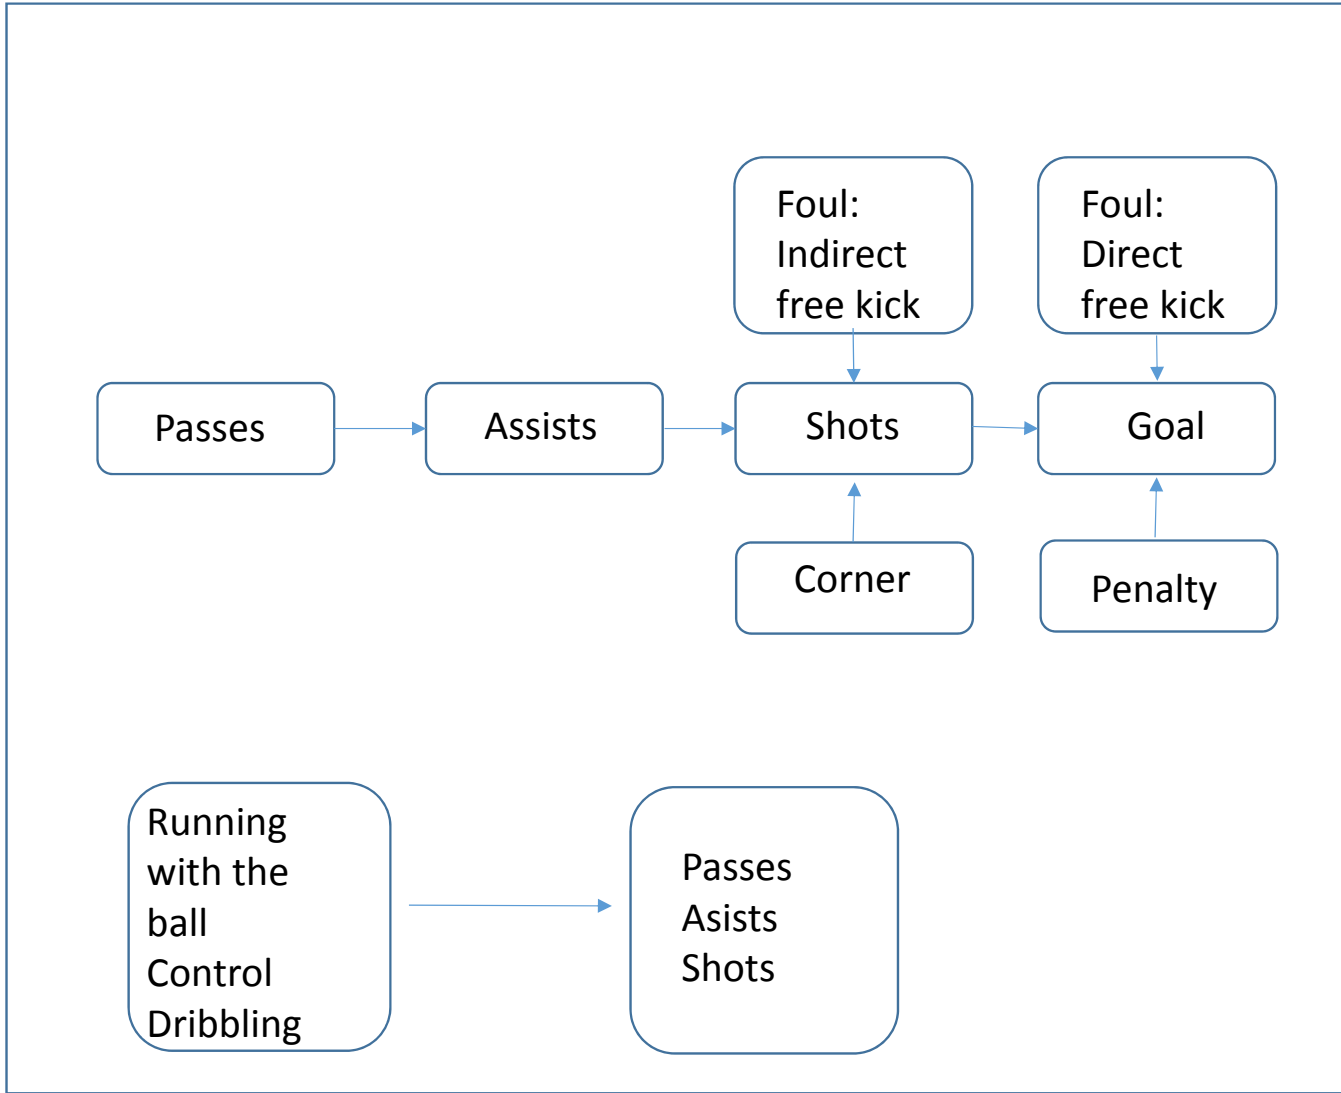 Foul:
Indirect
free kick
Foul:
Direct
free kick
Passes
Assists
Shots
Goal
Corner
Penalty
Running
with the
ball
Control
Dribbling
Passes
Asists
Shots